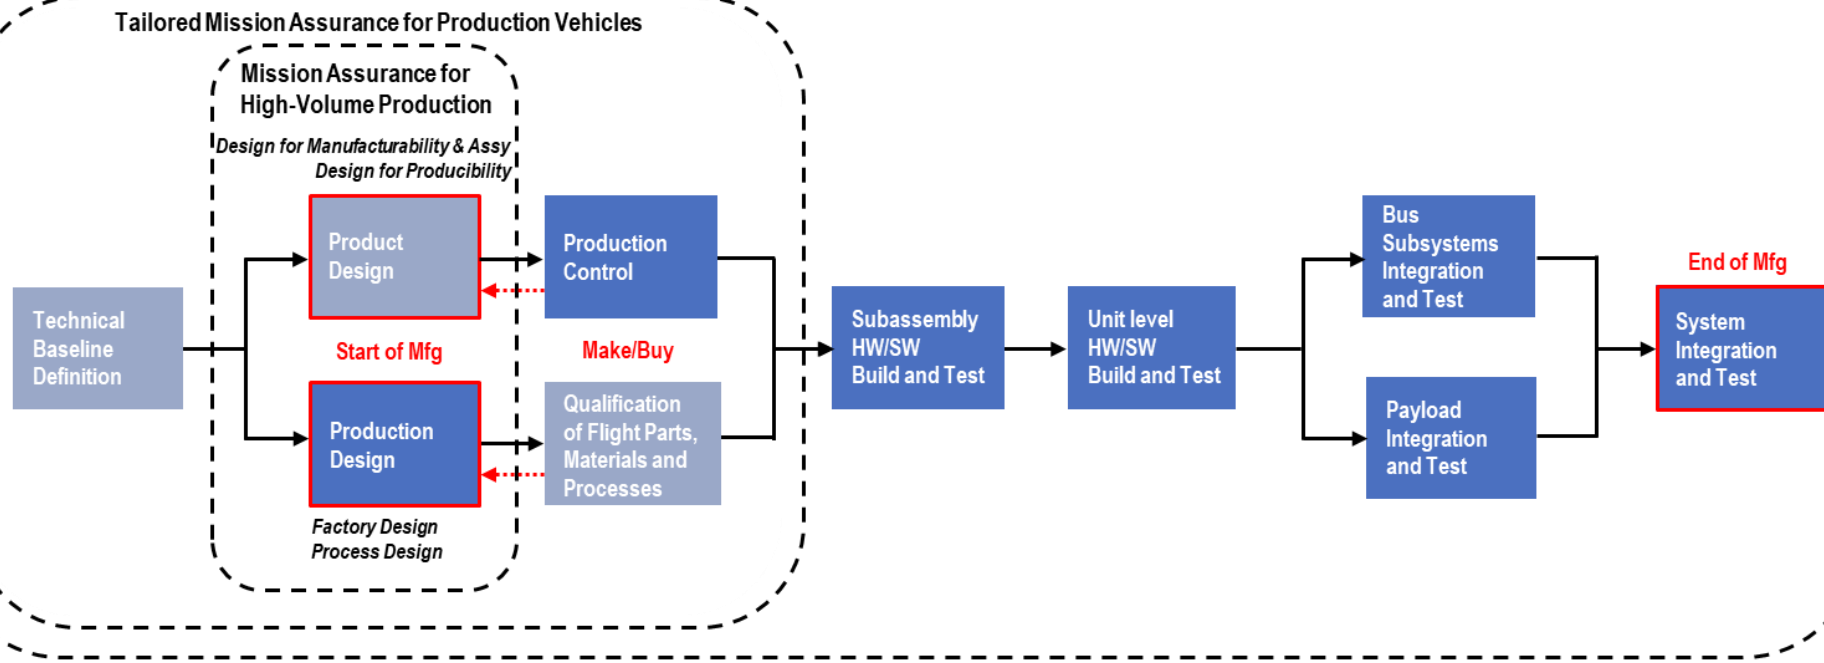 Tailored Mission Assurance for Production Vehicles
Mission Assurance for
High-Volume Production
Design for Manufacturability & Assy
Design for Producibility
Technical
Baseline
Definition
Product
Design
Start of Mfg
Production
Design
Factory Design
Process Design
Production
Control
Make/Buy
Qualification
of Flight Parts,
Materials and
Processes
Subassembly
HW/SW
Build and Test
Unit level
HW/SW
Build and Test
Bus
Subsystems
Integration
and Test
Payload
Integration
and Test
End of Mfg
System
Integration
and Test